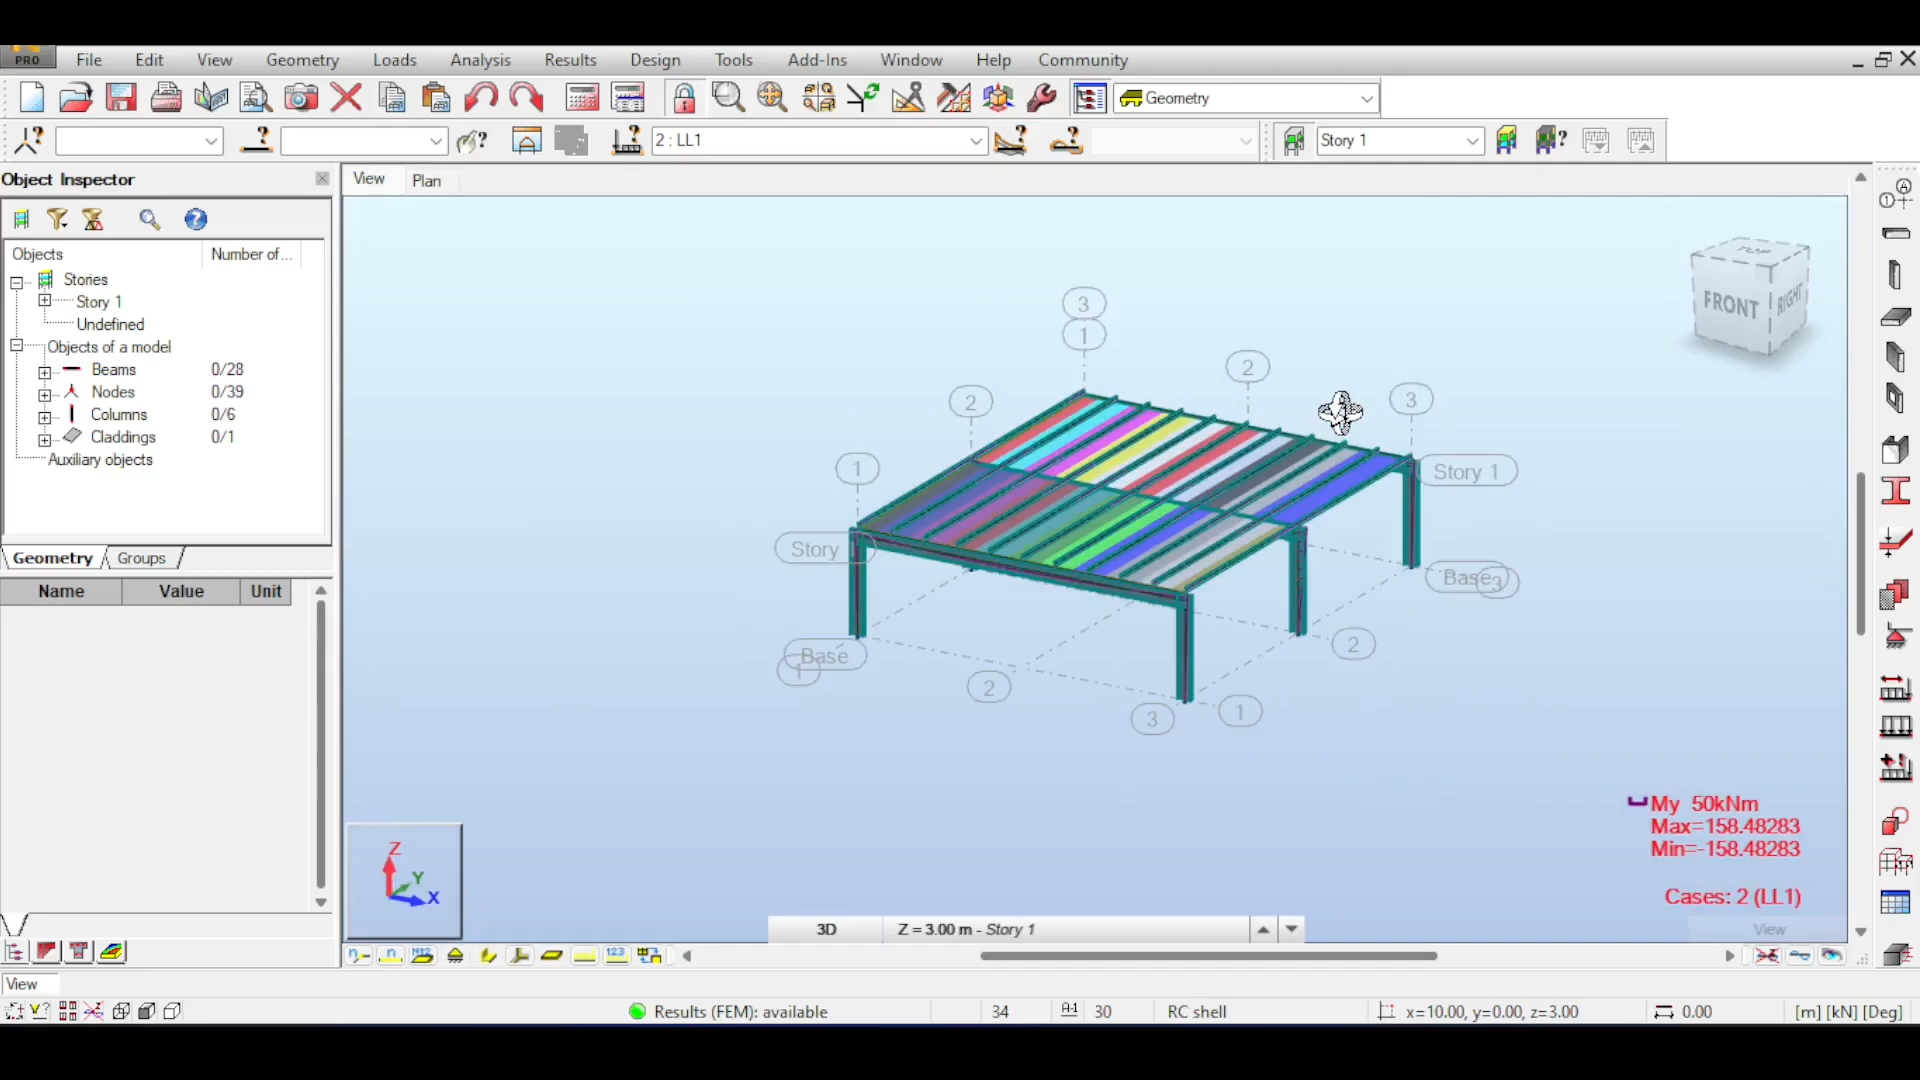 PRO File Edit View Geometry Loads Analysis Results Design Tools Add-Ins Window Help Community
Geometry
2 : LL1
Story 1
Object Inspector
View Plan
Objects Number of...
Stories
Story 1
Undefined
Objects of a model
Beams 0/28
Nodes 0/39
Columns 0/6
Claddings 0/1
Auxiliary objects
Geometry Groups
Name Value Unit
TOP
FRONT
RIGHT
3
1
2
2
3
1
Story 1
Story
Base
3
2
Base
1
2
3
1
My 50kNm
Max=158.48283
Min=-158.48283
Cases: 2 (LL1)
Z
Y
X
3D Z = 3.00 m - Story 1
View
View
Results (FEM): available 34 30 RC shell x=10.00, y=0.00, z=3.00 0.00 [m] [kN] [Deg]